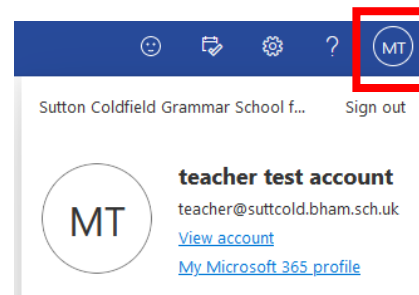 ? MT
Sutton Coldfield Grammar School f... Sign out
MT
teacher test account
teacher@suttcold.bham.sch.uk
View account
My Microsoft 365 profile